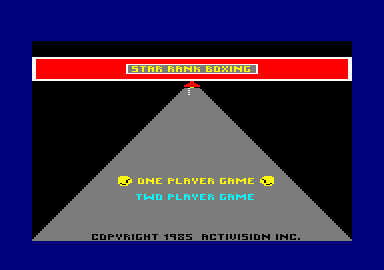 STAR RANK BOXING
ONE PLAYER GAME
TWO PLAYER GAME
COPYRIGHT 1985 ACTIVISION INC.